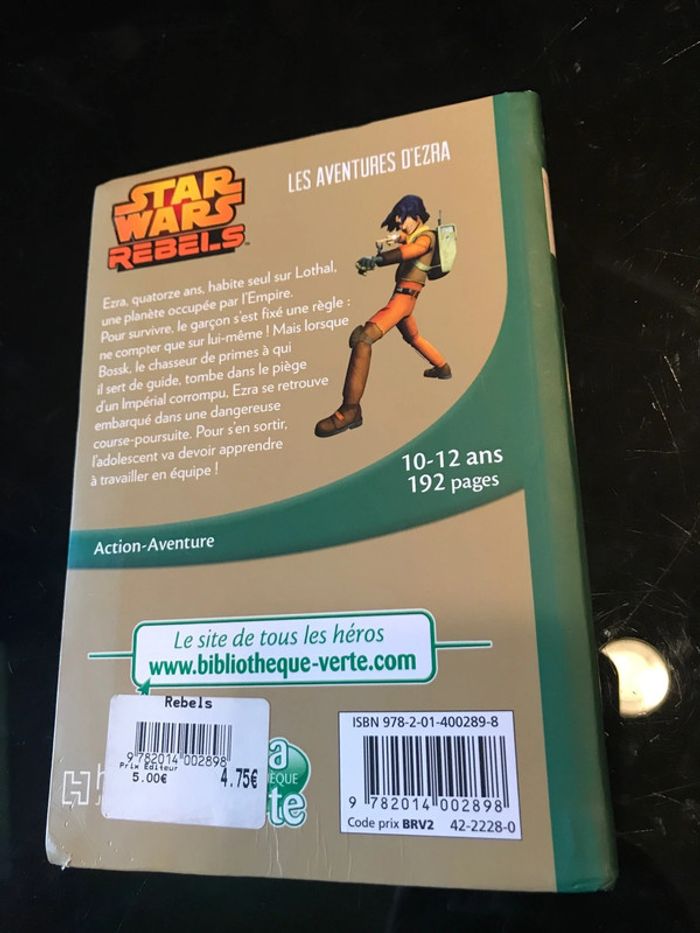 LES AVENTURES D'EZRA
STAR
WARS
REBELS™
Ezra, quatorze ans, habite seul sur Lothal,
une planète occupée par l'Empire.
Pour survivre, le garçon s'est fixé une règle :
ne compter que sur lui-même ! Mais lorsque
Bossk, le chasseur de primes à qui
il sert de guide, tombe dans le piège
d'un Impérial corrompu, Ezra se retrouve
embarqué dans une dangereuse
course-poursuite. Pour s'en sortir,
l'adolescent va devoir apprendre
à travailler en équipe !
10-12 ans
192 pages
Action-Aventure
Le site de tous les héros
www.bibliotheque-verte.com
Rebels
9 782014 002898
Prix Editeur
5.00€
4.75€
ISBN 978-2-01-400289-8
9 782014 002898
Code prix BRV2 42-2228-0